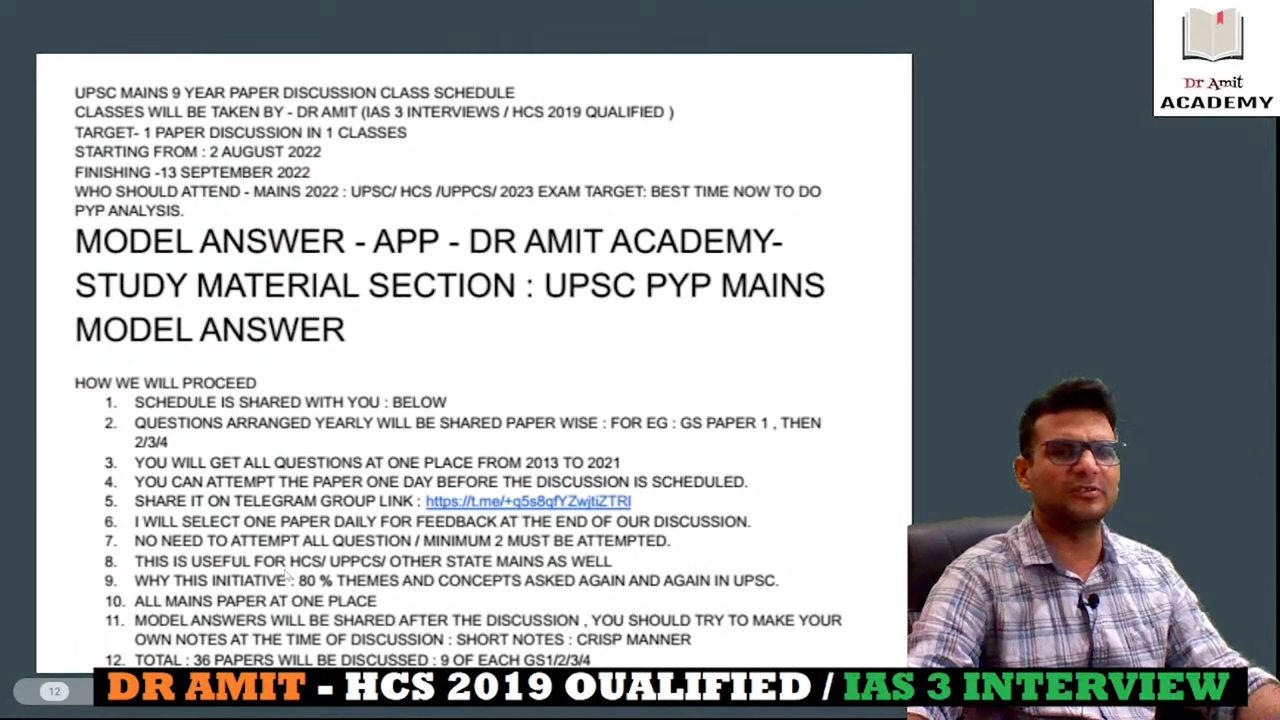 Dr Amit
ACADEMY
UPSC MAINS 9 YEAR PAPER DISCUSSION CLASS SCHEDULE
CLASSES WILL BE TAKEN BY - DR AMIT (IAS 3 INTERVIEWS / HCS 2019 QUALIFIED )
TARGET- 1 PAPER DISCUSSION IN 1 CLASSES
STARTING FROM : 2 AUGUST 2022
FINISHING -13 SEPTEMBER 2022
WHO SHOULD ATTEND - MAINS 2022 : UPSC/ HCS /UPPCS/ 2023 EXAM TARGET: BEST TIME NOW TO DO
PYP ANALYSIS.
MODEL ANSWER - APP - DR AMIT ACADEMY-
STUDY MATERIAL SECTION : UPSC PYP MAINS
MODEL ANSWER
HOW WE WILL PROCEED
1. SCHEDULE IS SHARED WITH YOU : BELOW
2. QUESTIONS ARRANGED YEARLY WILL BE SHARED PAPER WISE : FOR EG : GS PAPER 1 , THEN
2/3/4
3. YOU WILL GET ALL QUESTIONS AT ONE PLACE FROM 2013 TO 2021
4. YOU CAN ATTEMPT THE PAPER ONE DAY BEFORE THE DISCUSSION IS SCHEDULED.
5. SHARE IT ON TELEGRAM GROUP LINK : https://t.me/+q5s8qfYZwjtiZTRl
6. I WILL SELECT ONE PAPER DAILY FOR FEEDBACK AT THE END OF OUR DISCUSSION.
7. NO NEED TO ATTEMPT ALL QUESTION / MINIMUM 2 MUST BE ATTEMPTED.
8. THIS IS USEFUL FOR HCS/ UPPCS/ OTHER STATE MAINS AS WELL
9. WHY THIS INITIATIVE : 80 % THEMES AND CONCEPTS ASKED AGAIN AND AGAIN IN UPSC.
10. ALL MAINS PAPER AT ONE PLACE
11. MODEL ANSWERS WILL BE SHARED AFTER THE DISCUSSION , YOU SHOULD TRY TO MAKE YOUR
OWN NOTES AT THE TIME OF DISCUSSION : SHORT NOTES : CRISP MANNER
12. TOTAL : 36 PAPERS WILL BE DISCUSSED : 9 OF EACH GS1/2/3/4
12
DR AMIT - HCS 2019 QUALIFIED / IAS 3 INTERVIEW